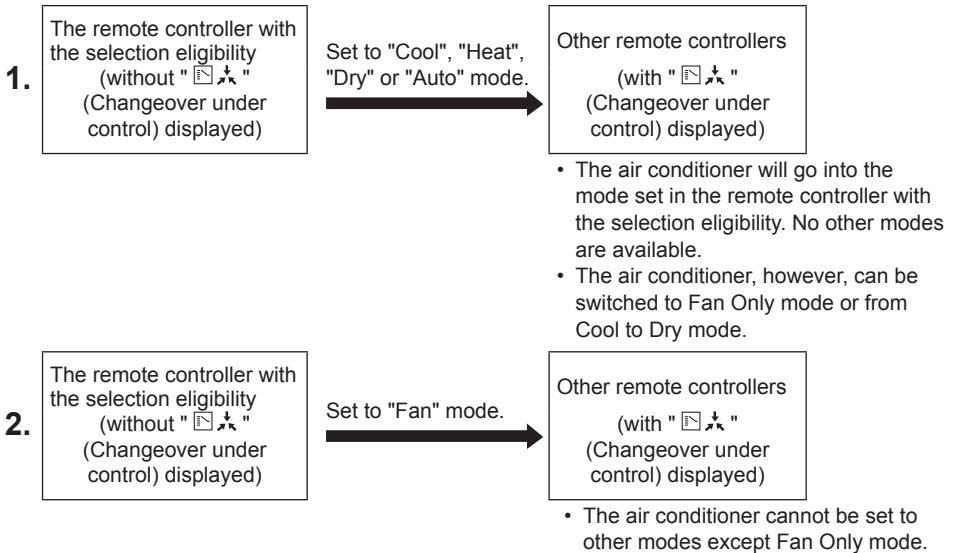 1.
The remote controller with
the selection eligibility
(without " "
(Changeover under
control) displayed)
Set to "Cool", "Heat",
"Dry" or "Auto" mode.
Other remote controllers
(with " "
(Changeover under
control) displayed)
• The air conditioner will go into the
mode set in the remote controller with
the selection eligibility. No other modes
are available.
• The air conditioner, however, can be
switched to Fan Only mode or from
Cool to Dry mode.
2.
The remote controller with
the selection eligibility
(without " "
(Changeover under
control) displayed)
Set to "Fan" mode.
Other remote controllers
(with " "
(Changeover under
control) displayed)
• The air conditioner cannot be set to
other modes except Fan Only mode.